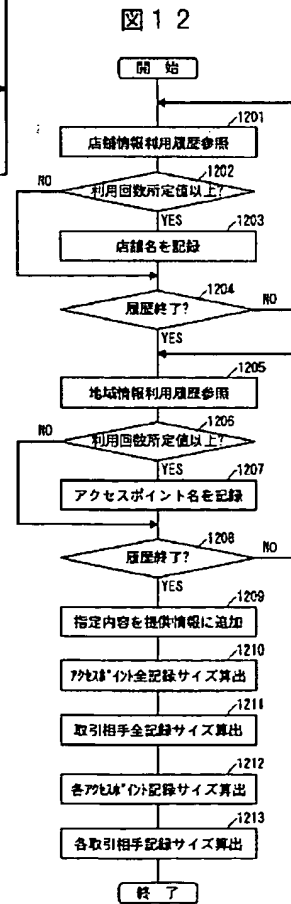 図12
開始
1201
店舗情報利用履歴参照
1202
NO
利用回数所定値以上?
YES
1203
店舗名を記録
1204
履歴終了?
NO
YES
1205
地域情報利用履歴参照
1206
NO
利用回数所定値以上?
YES
1207
アクセスポイント名を記録
1208
履歴終了?
NO
YES
1209
指定内容を提供情報に追加
1210
アクセスポイント全記録サイズ算出
1211
取引相手全記録サイズ算出
1212
各アクセスポイント記録サイズ算出
1213
各取引相手記録サイズ算出
終了